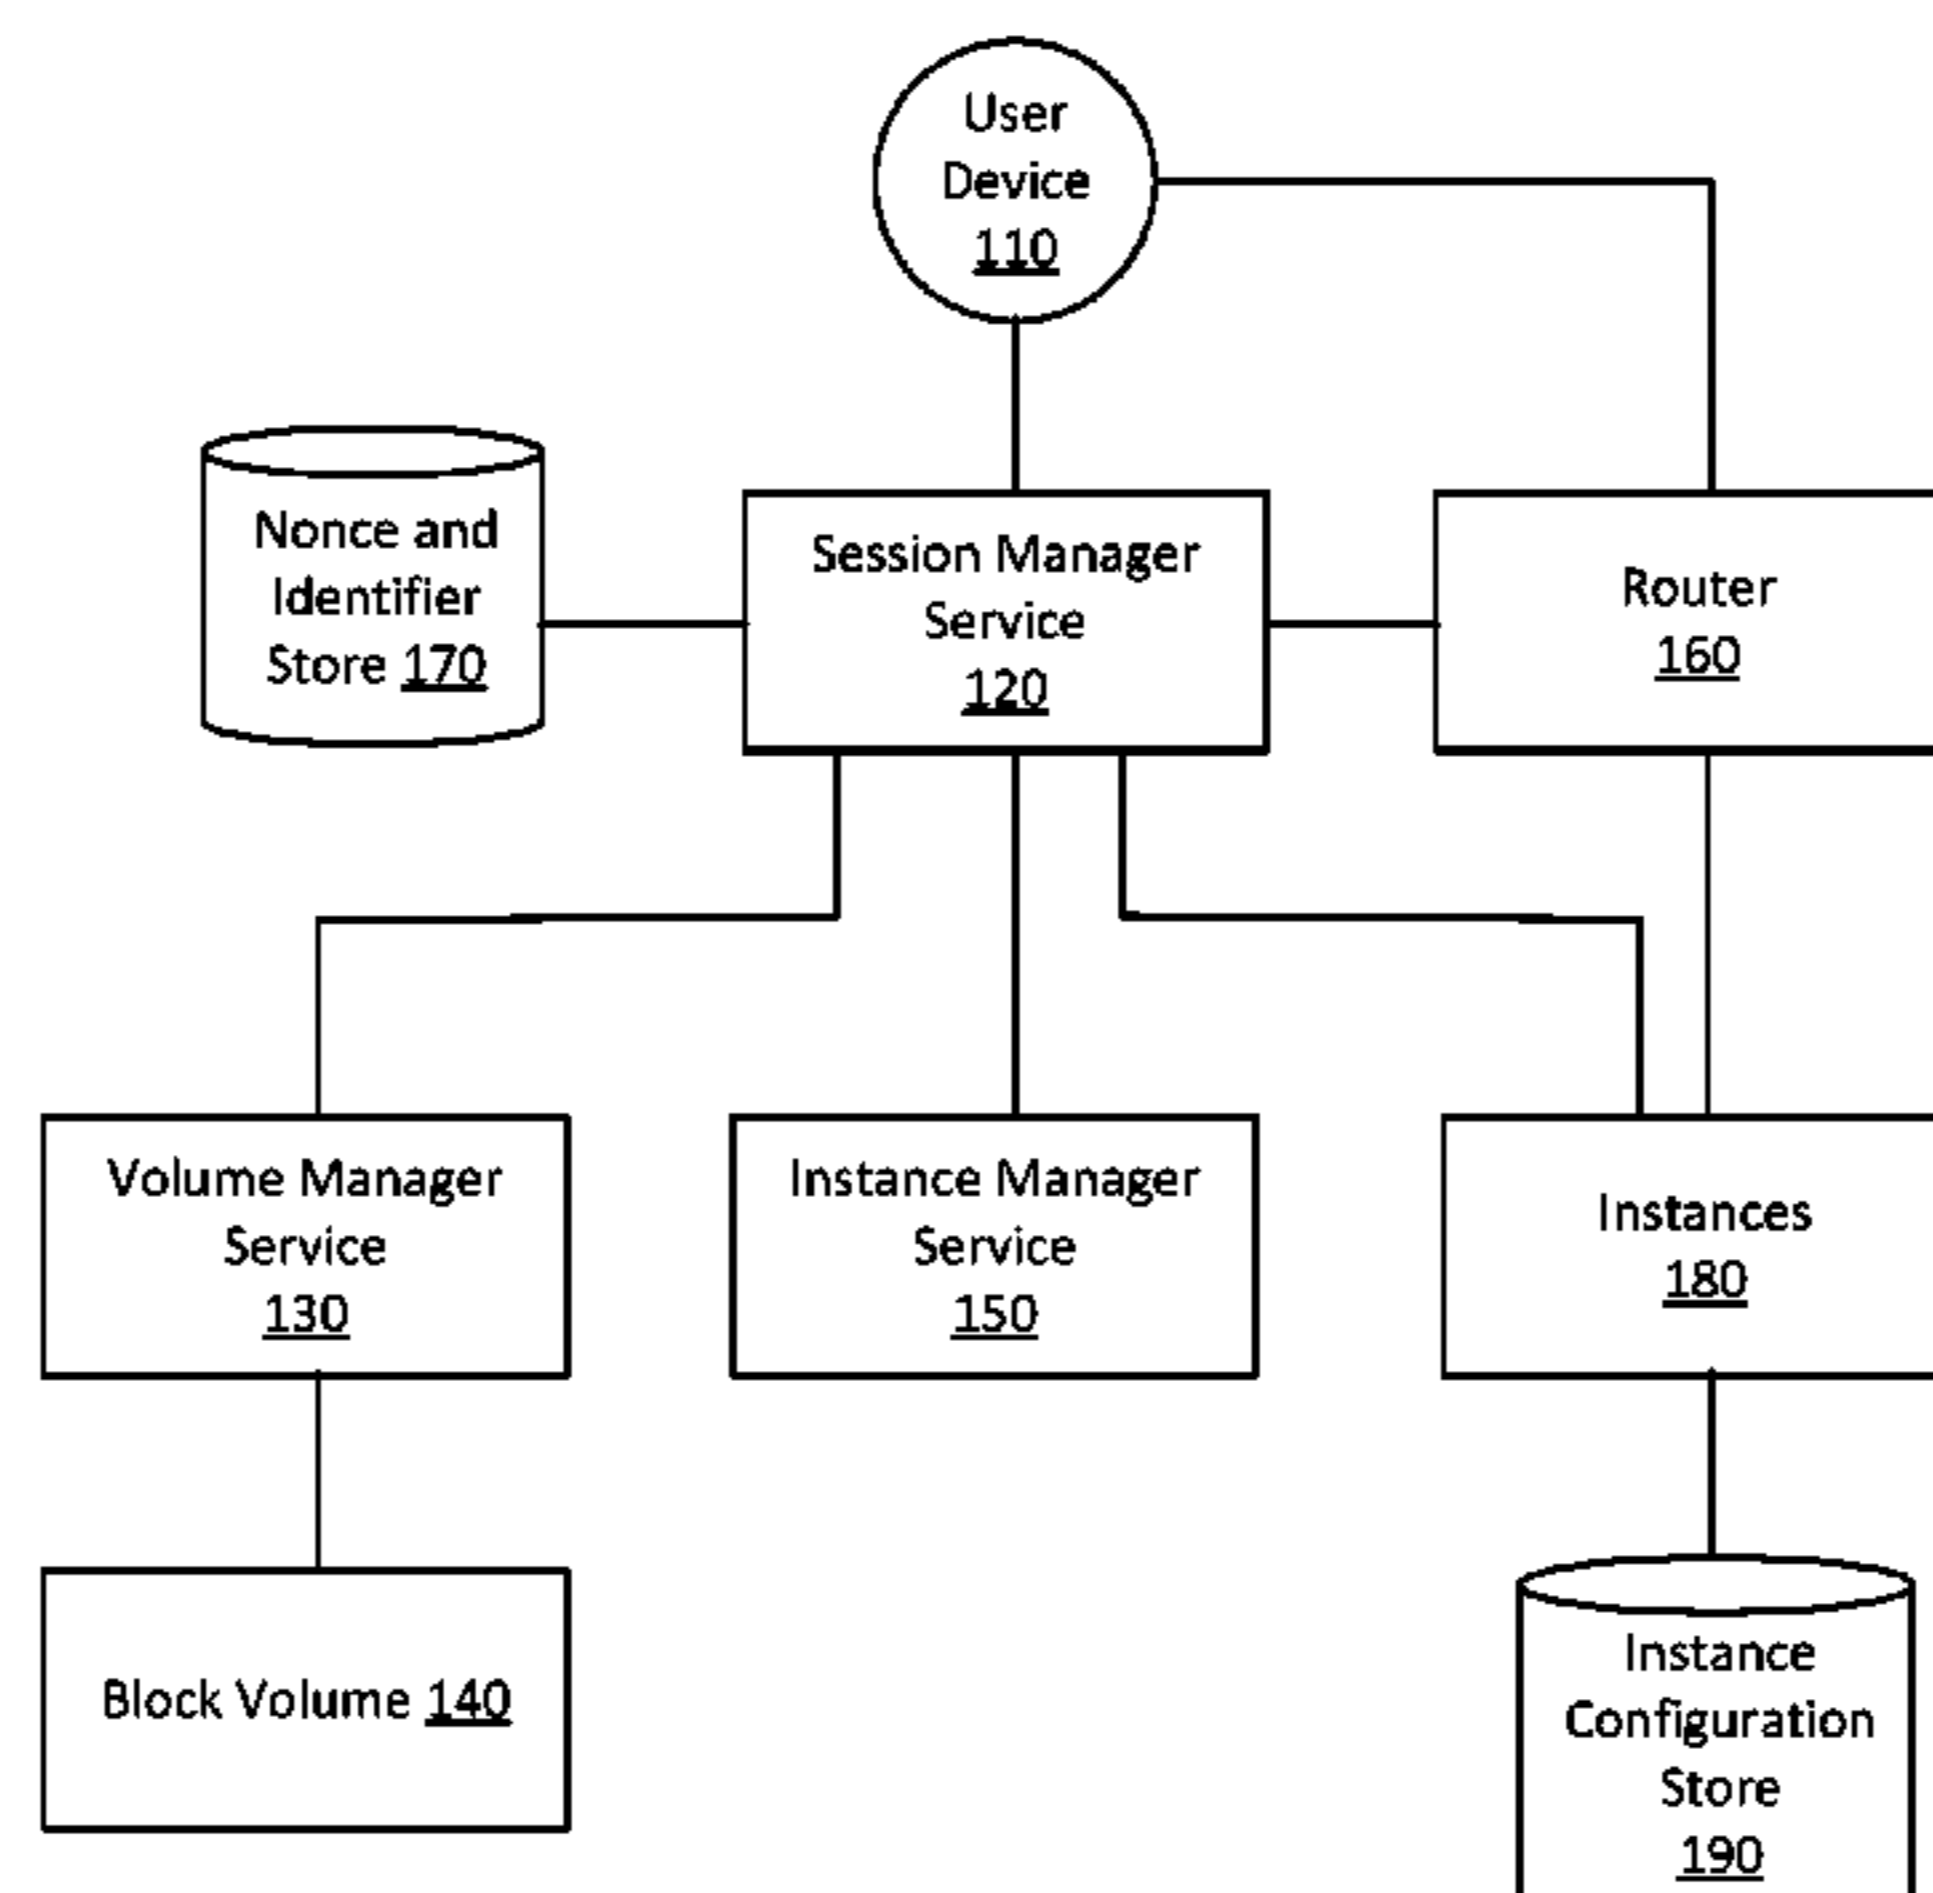 User
Device
110
Nonce and
Identifier
Store 170
Session Manager
Service
120
Router
160
Volume Manager
Service
130
Instance Manager
Service
150
Instances
180
Block Volume 140
Instance
Configuration
Store
190